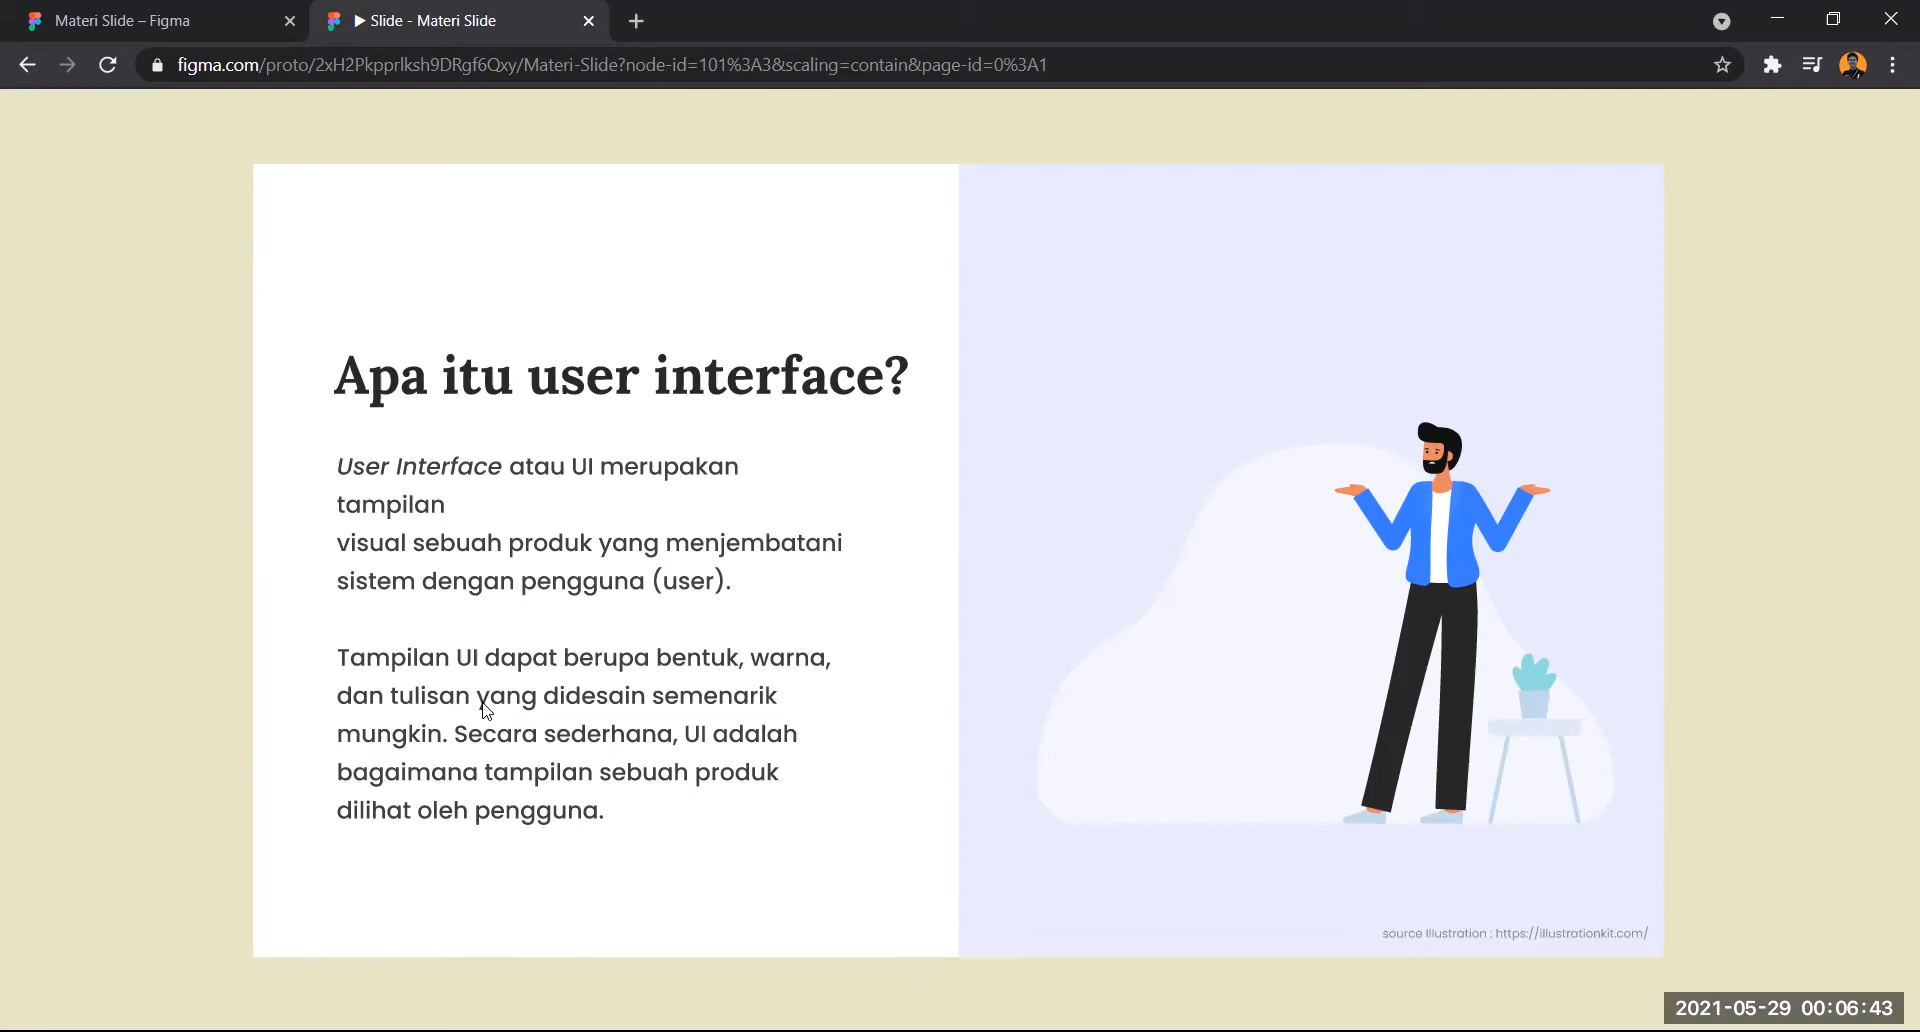 Materi Slide – Figma
▶ Slide - Materi Slide
figma.com/proto/2xH2Pkpprlksh9DRgf6Qxy/Materi-Slide?node-id=101%3A3&scaling=contain&page-id=0%3A1
Apa itu user interface?
User Interface atau UI merupakan
tampilan
visual sebuah produk yang menjembatani
sistem dengan pengguna (user).
Tampilan UI dapat berupa bentuk, warna,
dan tulisan yang didesain semenarik
mungkin. Secara sederhana, UI adalah
bagaimana tampilan sebuah produk
dilihat oleh pengguna.
source Illustration : https://illustrationkit.com/
2021-05-29 00:06:43